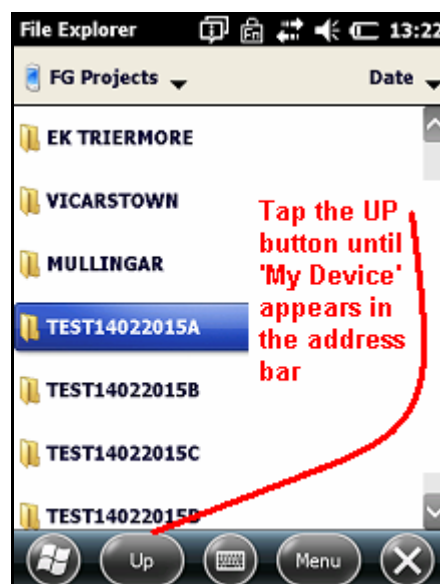 File Explorer
Fn
13:22
FG Projects
Date
EK TRIERMORE
VICARSTOWN
MULLINGAR
TEST14022015A
TEST14022015B
TEST14022015C
TEST14022015D
Tap the UP
button until
'My Device'
appears in
the address
bar
Up
Menu